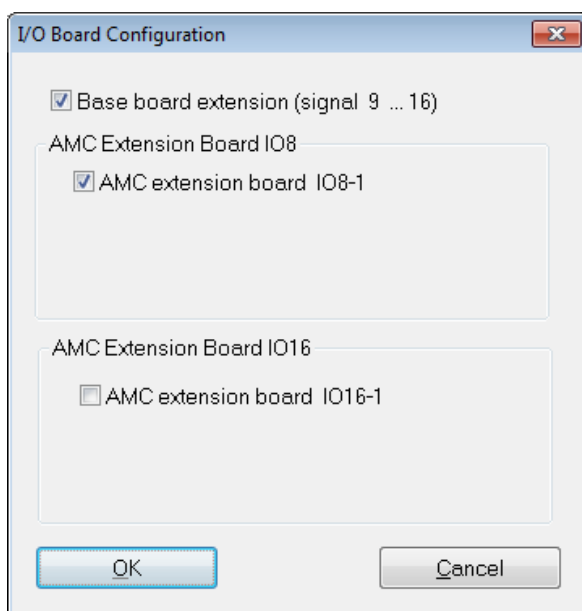 I/O Board Configuration
Base board extension (signal 9 ... 16)
AMC Extension Board IO8
AMC extension board IO8-1
AMC Extension Board IO16
AMC extension board IO16-1
OK
Cancel